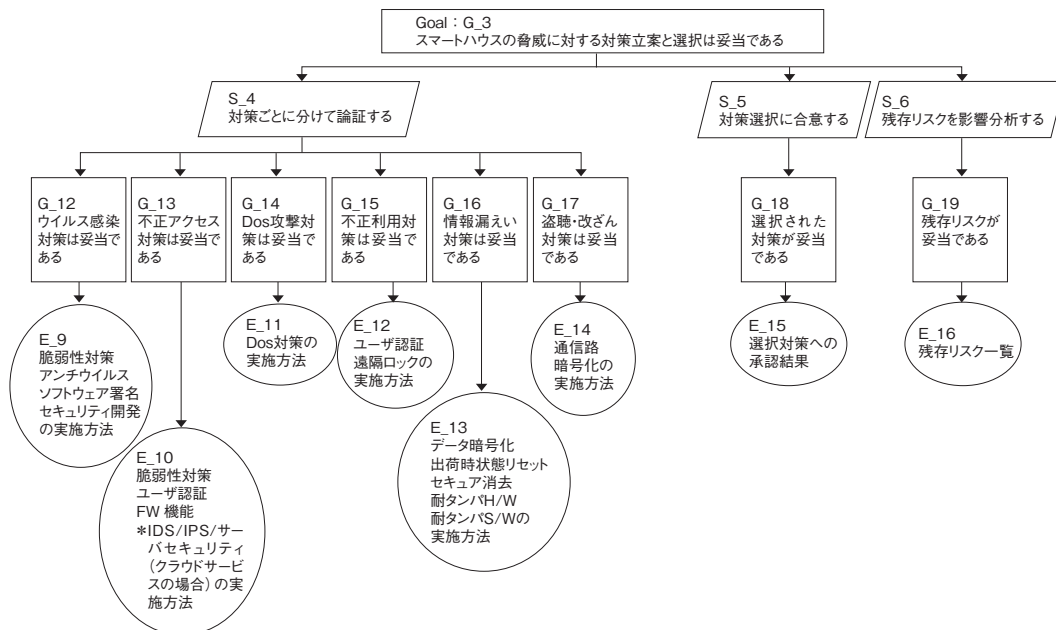 Goal：G_3
スマートハウスの脅威に対する対策立案と選択は妥当である
S_4
対策ごとに分けて論証する
S_5
対策選択に合意する
S_6
残存リスクを影響分析する
G_12
ウイルス感染
対策は妥当で
ある
G_13
不正アクセス
対策は妥当で
ある
G_14
Dos攻撃対
策は妥当で
ある
G_15
不正利用対
策は妥当で
ある
G_16
情報漏えい
対策は妥当
である
G_17
盗聴・改ざん
対策は妥当
である
G_18
選択された
対策が妥当
である
G_19
残存リスクが
妥当である
E_9
脆弱性対策
アンチウイルス
ソフトウェア署名
セキュリティ開発
の実施方法
E_10
脆弱性対策
ユーザ認証
FW 機能
＊IDS/IPS/サー
バセキュリティ
（クラウドサービ
スの場合）の実
施方法
E_11
Dos対策の
実施方法
E_12
ユーザ認証
遠隔ロックの
実施方法
E_13
データ暗号化
出荷時状態リセット
セキュア消去
耐タンパH/W
耐タンパS/Wの
実施方法
E_14
通信路
暗号化の
実施方法
E_15
選択対策への
承認結果
E_16
残存リスク一覧